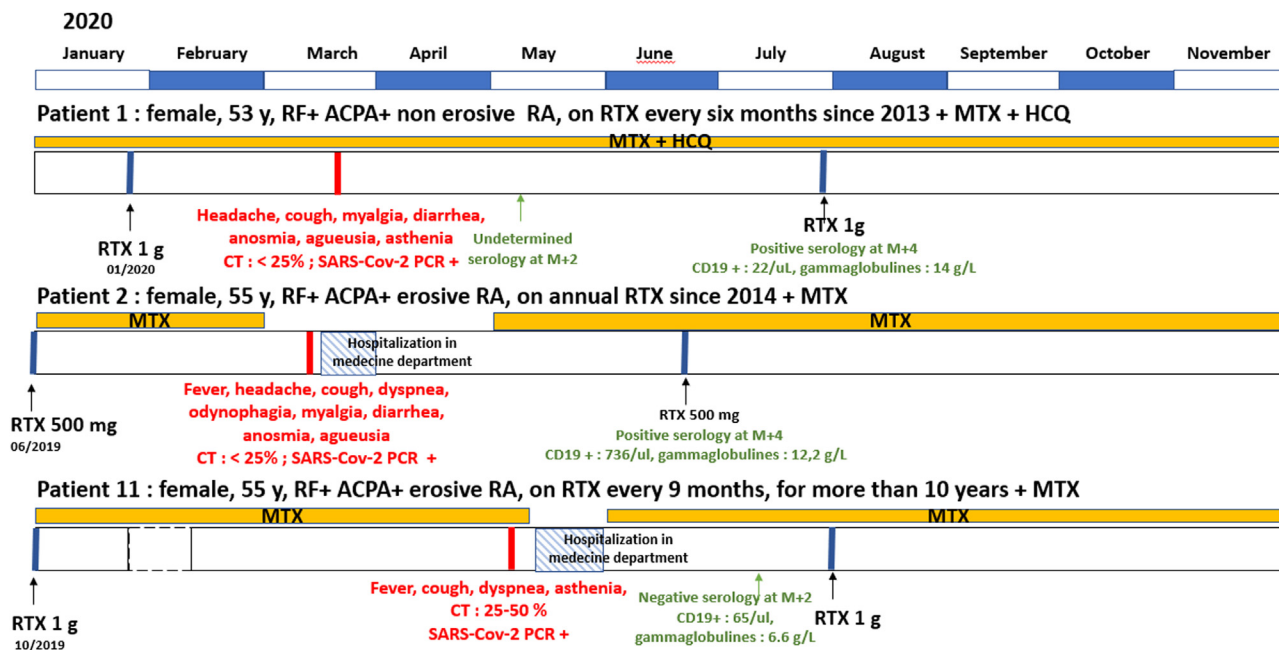 2020
January February March April May June July August September October November
Patient 1 : female, 53 y, RF+ ACPA+ non erosive RA, on RTX every six months since 2013 + MTX + HCQ
MTX + HCQ
RTX 1 g
01/2020
Headache, cough, myalgia, diarrhea,
anosmia, agueusia, asthenia
CT : < 25% ; SARS-Cov-2 PCR +
Undetermined
serology at M+2
RTX 1g
Positive serology at M+4
CD19 + : 22/uL, gammaglobulines : 14 g/L
Patient 2 : female, 55 y, RF+ ACPA+ erosive RA, on annual RTX since 2014 + MTX
MTX MTX
Hospitalization in
medecine department
RTX 500 mg
06/2019
Fever, headache, cough, dyspnea,
odynophagia, myalgia, diarrhea,
anosmia, agueusia
CT : < 25% ; SARS-Cov-2 PCR +
RTX 500 mg
Positive serology at M+4
CD19 + : 736/ul, gammaglobulines : 12,2 g/L
Patient 11 : female, 55 y, RF+ ACPA+ erosive RA, on RTX every 9 months, for more than 10 years + MTX
MTX MTX
Hospitalization in
medecine department
RTX 1 g
10/2019
Fever, cough, dyspnea, asthenia,
CT : 25-50 %
SARS-Cov-2 PCR +
Negative serology at M+2
CD19+ : 65/ul,
gammaglobulines : 6.6 g/L
RTX 1 g